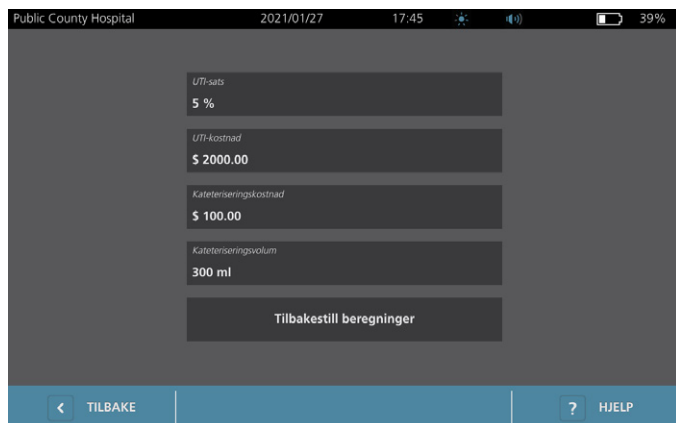 Public County Hospital 2021/01/27 17:45 39%
UTI-sats
5 %
UTI-kostnad
$ 2000.00
Kateteriseringskostnad
$ 100.00
Kateteriseringsvolum
300 ml
Tilbakestill beregninger
< TILBAKE ? HJELP